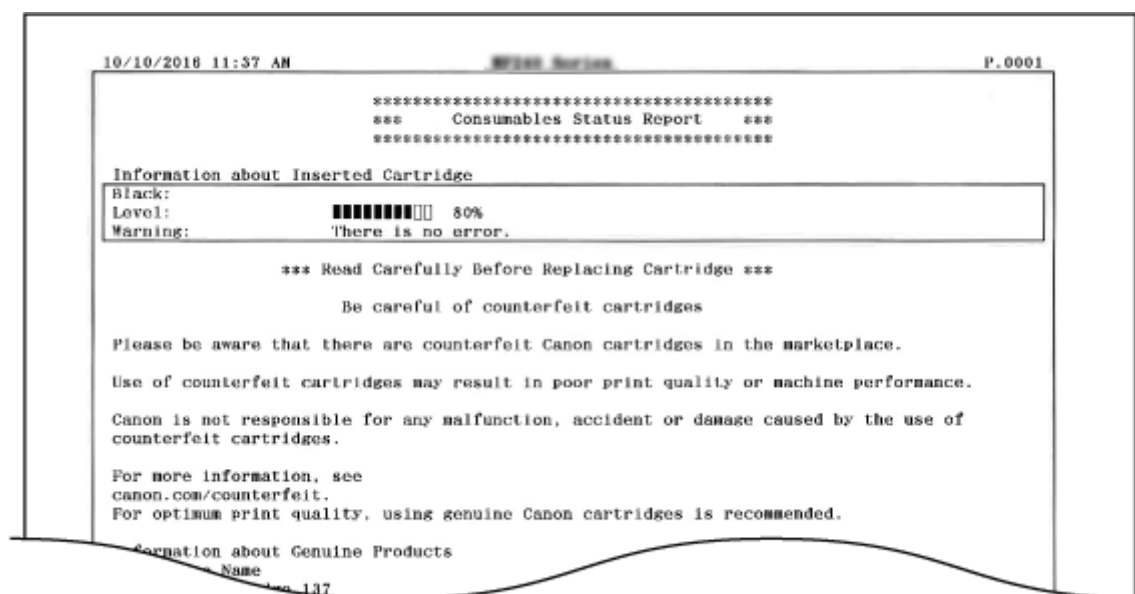 10/10/2016 11:37 AM P.0001
****************************************
*** Consumables Status Report ***
****************************************
Information about Inserted Cartridge
Black:
Level: 80%
Warning: There is no error.
*** Read Carefully Before Replacing Cartridge ***
Be careful of counterfeit cartridges
Please be aware that there are counterfeit Canon cartridges in the marketplace.
Use of counterfeit cartridges may result in poor print quality or machine performance.
Canon is not responsible for any malfunction, accident or damage caused by the use of
counterfeit cartridges.
For more information, see
canon.com/counterfeit.
For optimum print quality, using genuine Canon cartridges is recommended.
about Genuine Products
Name
137